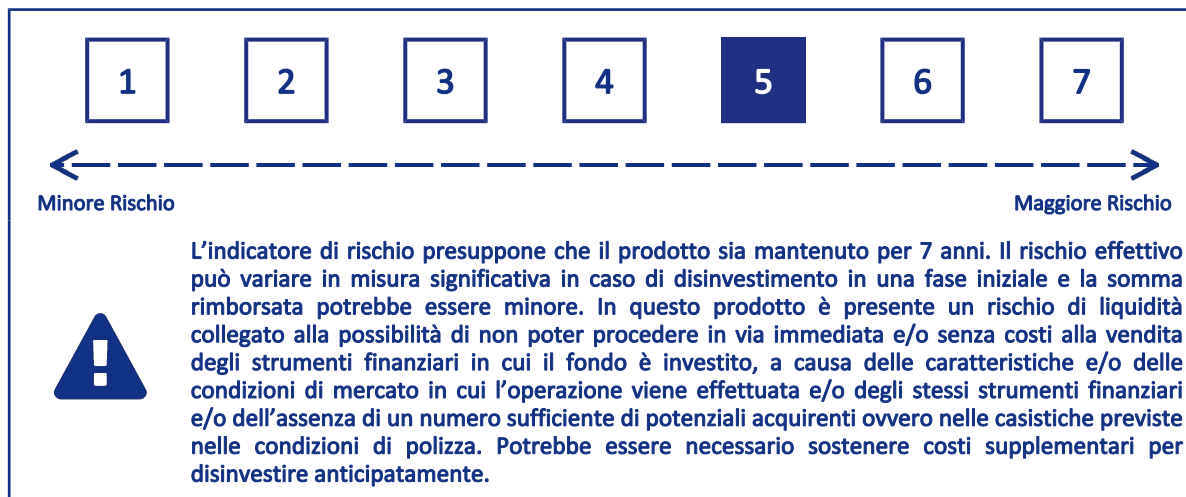 1 2 3 4 5 6 7
Minore Rischio Maggiore Rischio
L'indicatore di rischio presuppone che il prodotto sia mantenuto per 7 anni. Il rischio effettivo
può variare in misura significativa in caso di disinvestimento in una fase iniziale e la somma
rimborsata potrebbe essere minore. In questo prodotto è presente un rischio di liquidità
collegato alla possibilità di non poter procedere in via immediata e/o senza costi alla vendita
degli strumenti finanziari in cui il fondo è investito, a causa delle caratteristiche e/o delle
condizioni di mercato in cui l'operazione viene effettuata e/o degli stessi strumenti finanziari
e/o dell'assenza di un numero sufficiente di potenziali acquirenti ovvero nelle casistiche previste
nelle condizioni di polizza. Potrebbe essere necessario sostenere costi supplementari per
disinvestire anticipatamente.